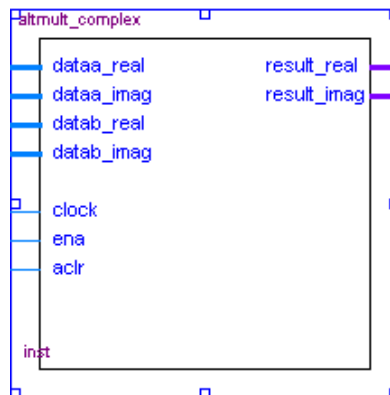 altmult_complex
dataa_real result_real
dataa_imag result_imag
datab_real
datab_imag
clock
ena
aclr
inst